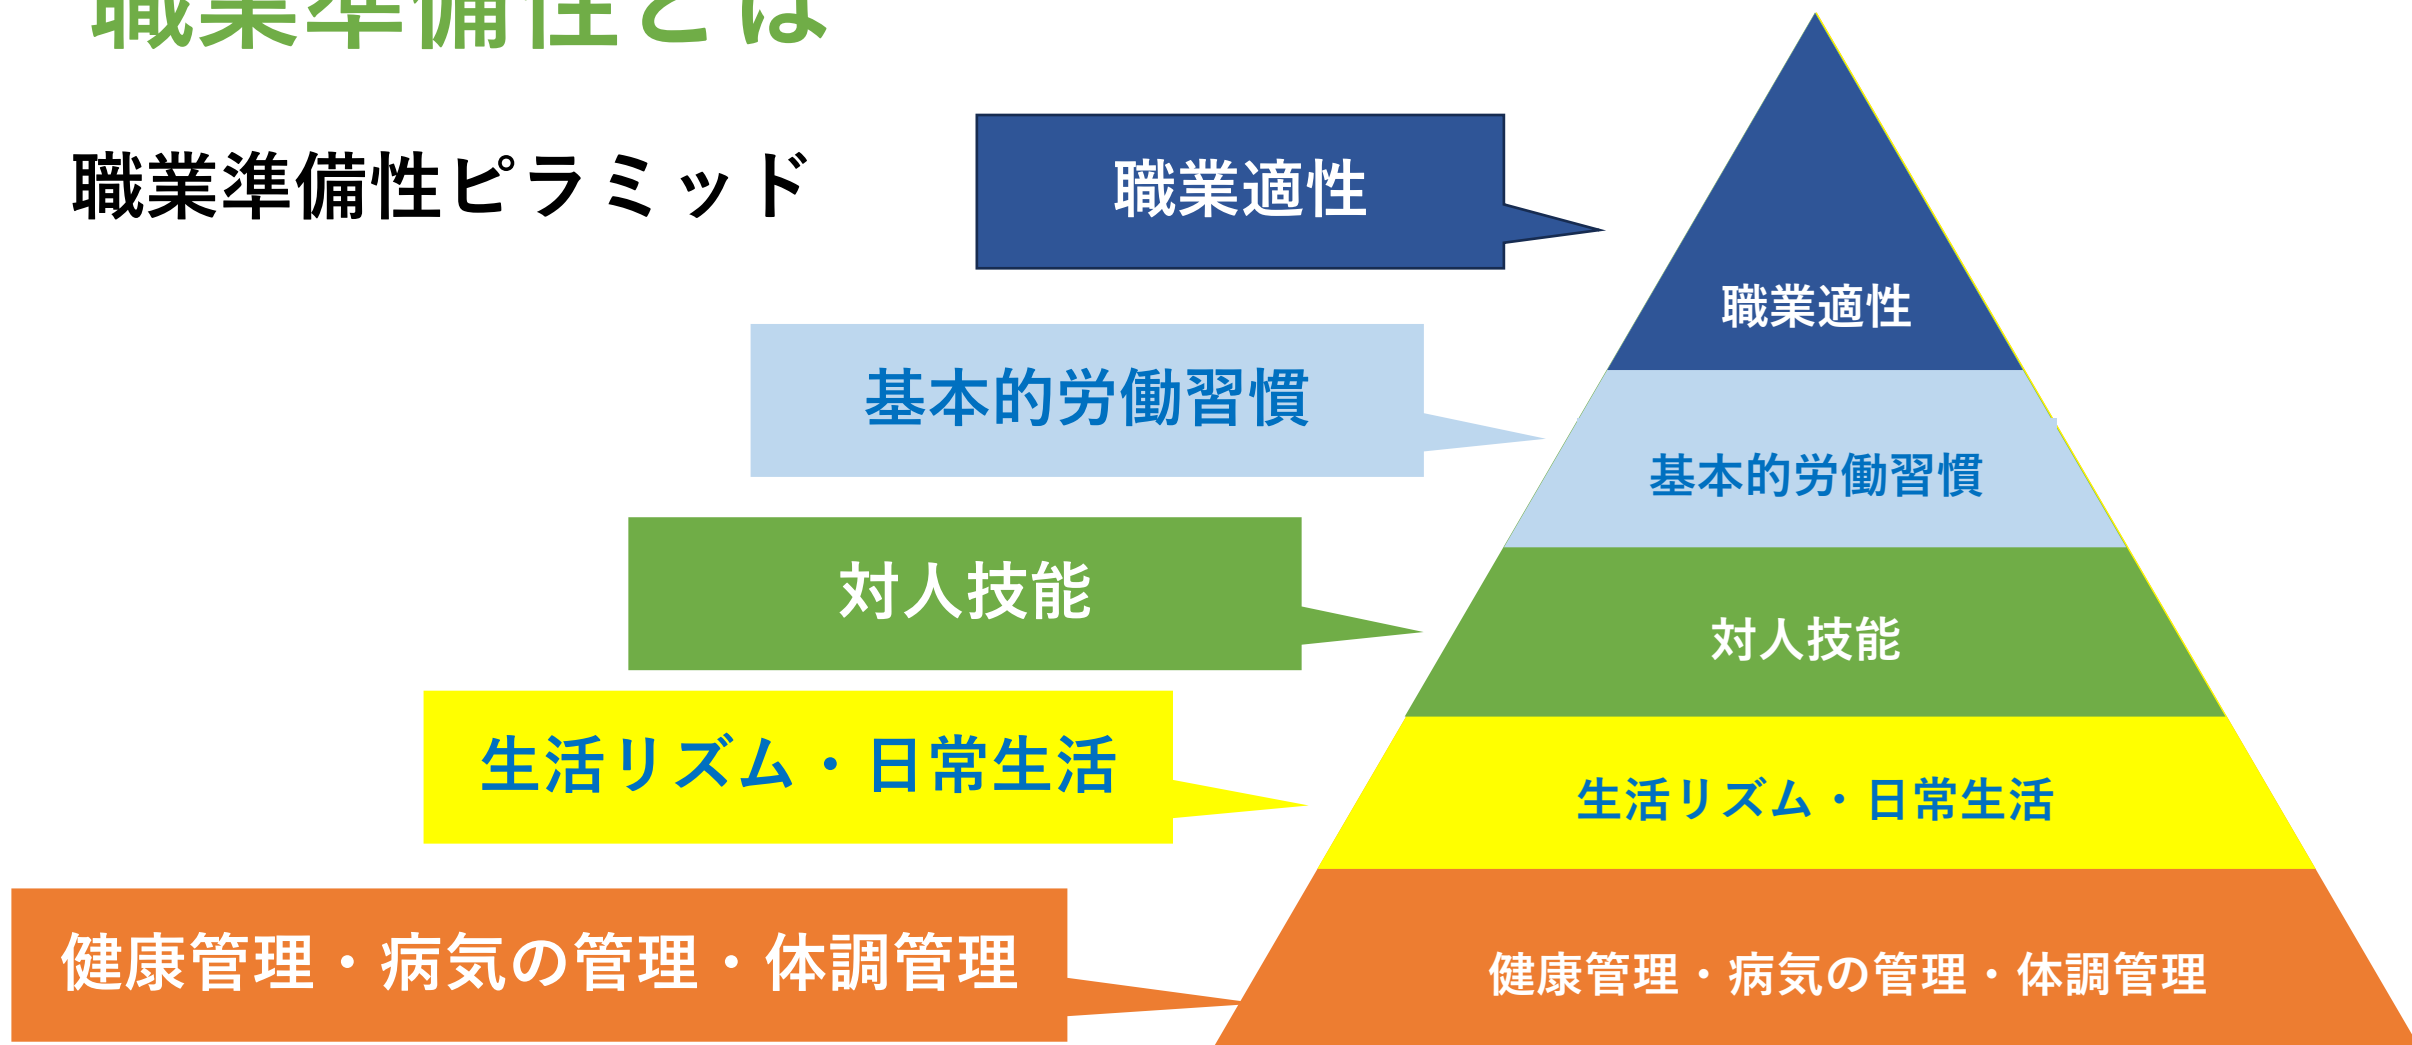 職業準備性とは
職業準備性ピラミッド
職業適性
職業適性
基本的労働習慣
基本的労働習慣
対人技能
対人技能
生活リズム・日常生活
生活リズム・日常生活
健康管理・病気の管理・体調管理
健康管理・病気の管理・体調管理